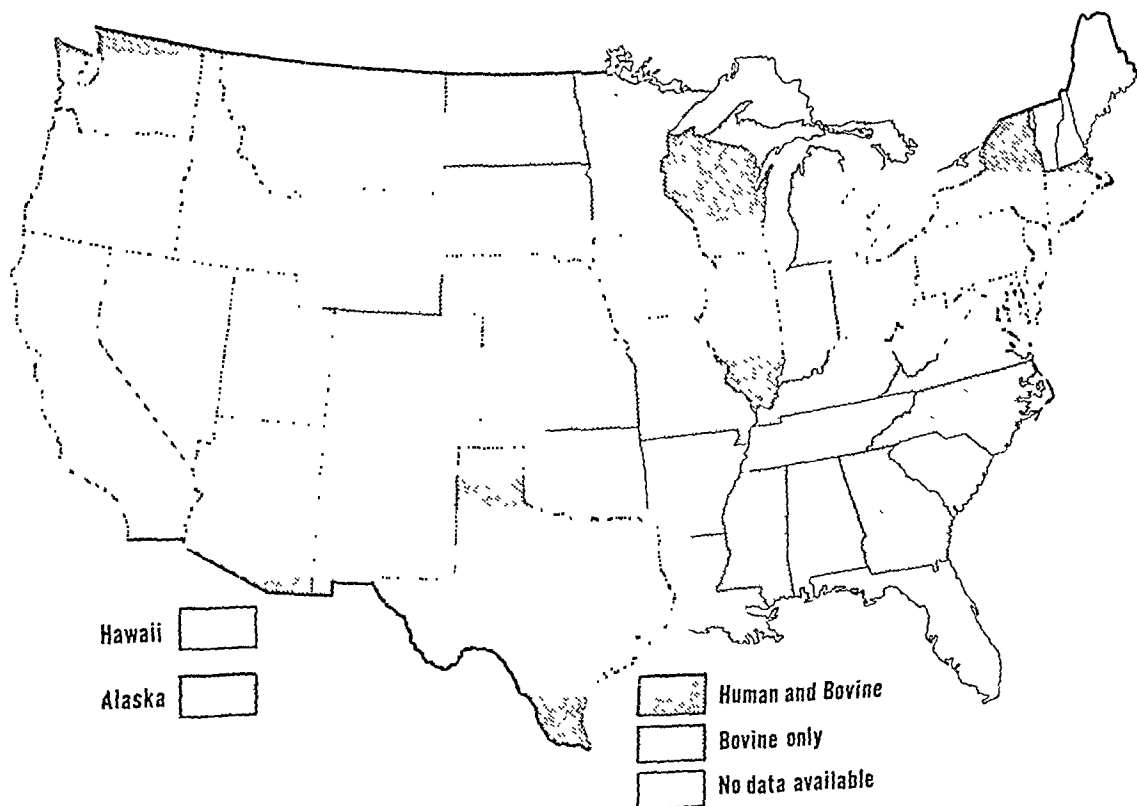 Hawaii
Alaska
Human and Bovine
Bovine only
No data available